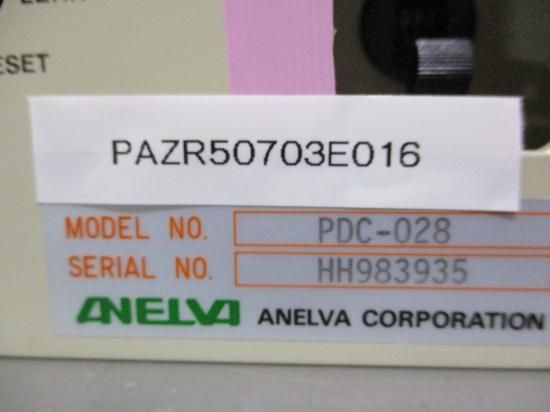 ESET
PAZR50703E016
MODEL NO. PDC-028
SERIAL NO. HH983935
ANELVA ANELVA CORPORATION